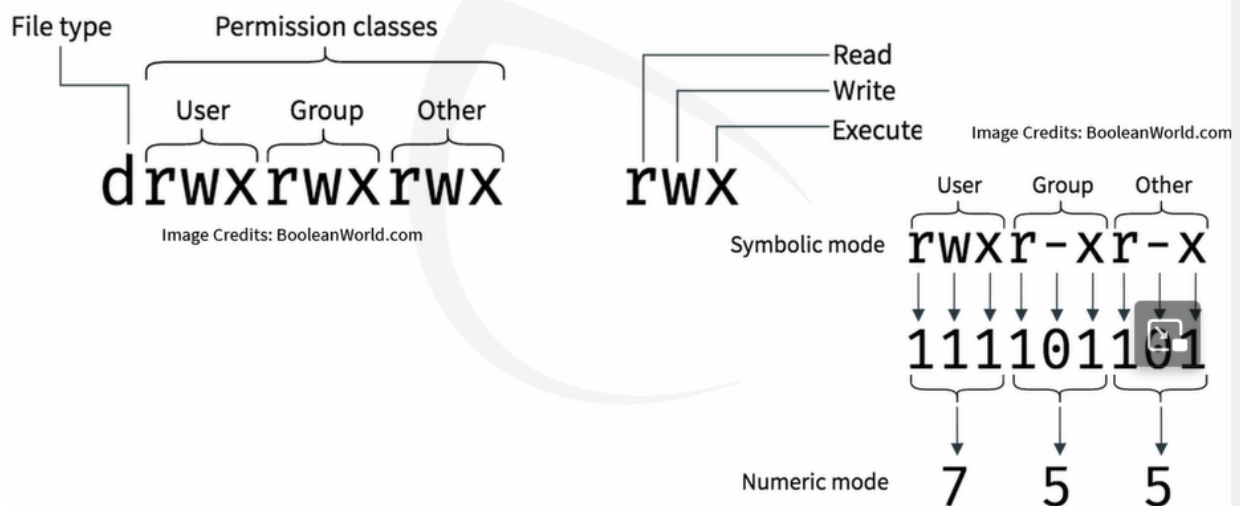 File type
Permission classes
User Group Other
drwxrwxrwx
Image Credits: BooleanWorld.com
Read
Write
Execute
rwx
Image Credits: BooleanWorld.com
User Group Other
Symbolic mode rwxr-xr-x
111101101
Numeric mode 7 5 5